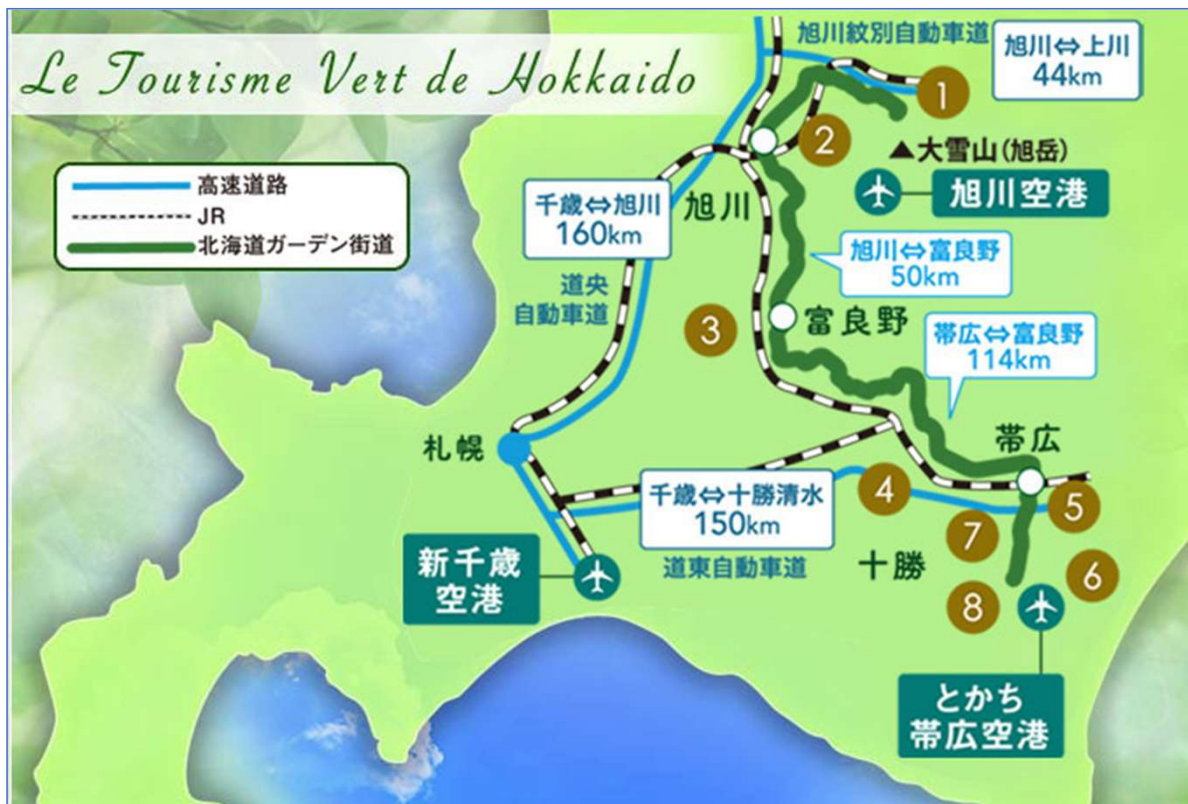 Le Tourisme Vert de Hokkaido
旭川紋別自動車道
旭川⇔上川
44km
1
2
▲大雪山(旭岳)
旭川空港
高速道路
JR
北海道ガーデン街道
千歳⇔旭川
160km
旭川
旭川⇔富良野
50km
道央
自動車道
3
富良野
帯広⇔富良野
114km
帯広
札幌
千歳⇔十勝清水
150km
4
5
7
新千歳
空港
道東自動車道
十勝
6
8
とかち
帯広空港